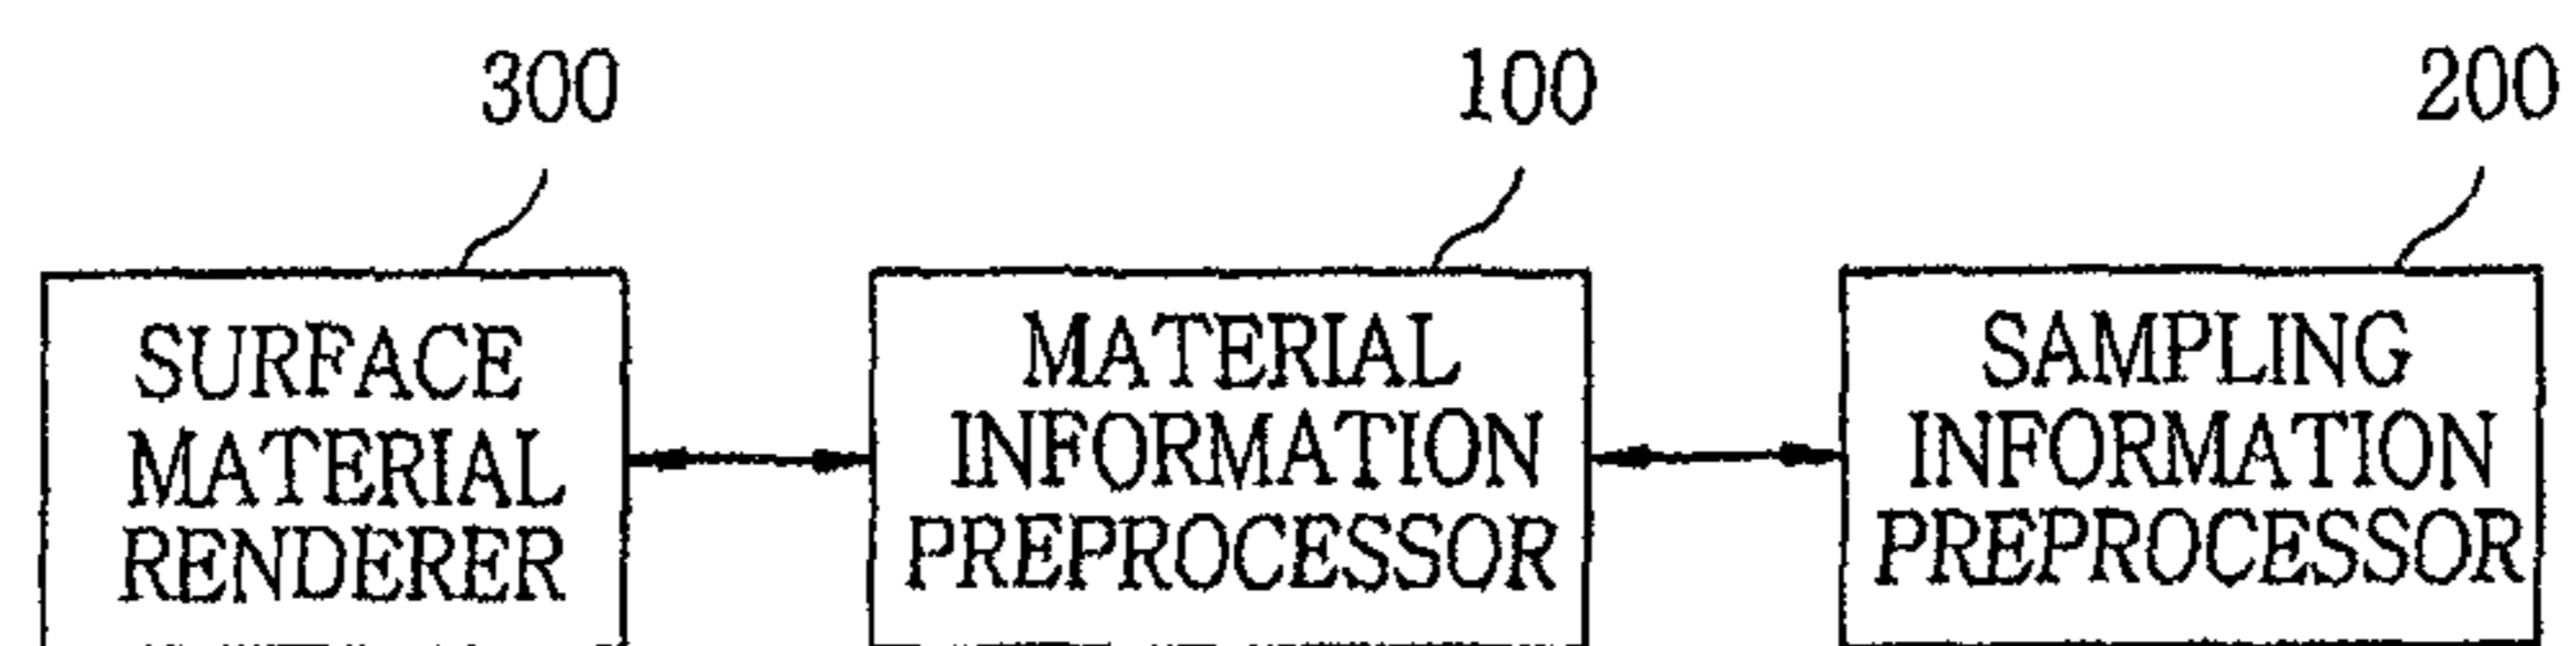 300
100
200
SURFACE
MATERIAL
RENDERER
MATERIAL
INFORMATION
PREPROCESSOR
SAMPLING
INFORMATION
PREPROCESSOR